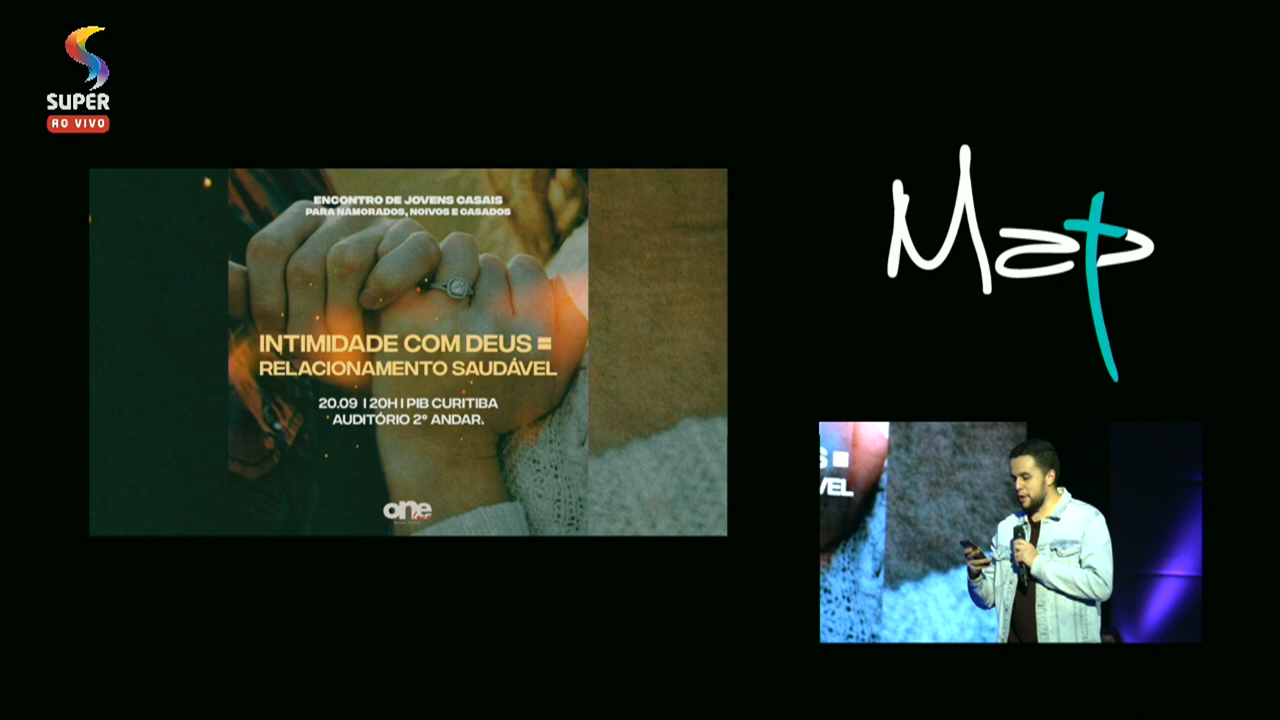 SUPER
AO VIVO
ENCONTRO DE JOVENS CASAIS
PARA NAMORADOS, NOIVOS E CASADOS
INTIMIDADE COM DEUS =
RELACIONAMENTO SAUDÁVEL
20.09 | 20H | PIB CURITIBA
AUDITÓRIO 2º ANDAR.
one
Map
S =
VEL